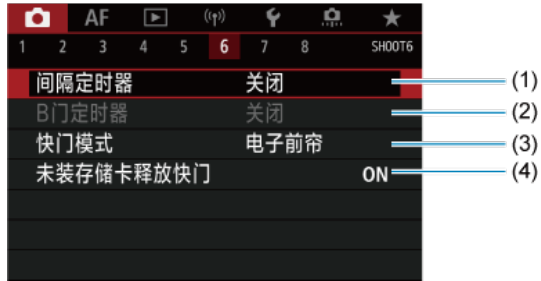 AF
1 2 3 4 5 6 7 8 SHOOT6
间隔定时器 关闭 (1)
B门定时器 关闭 (2)
快门模式 电子前帘 (3)
未装存储卡释放快门 ON (4)